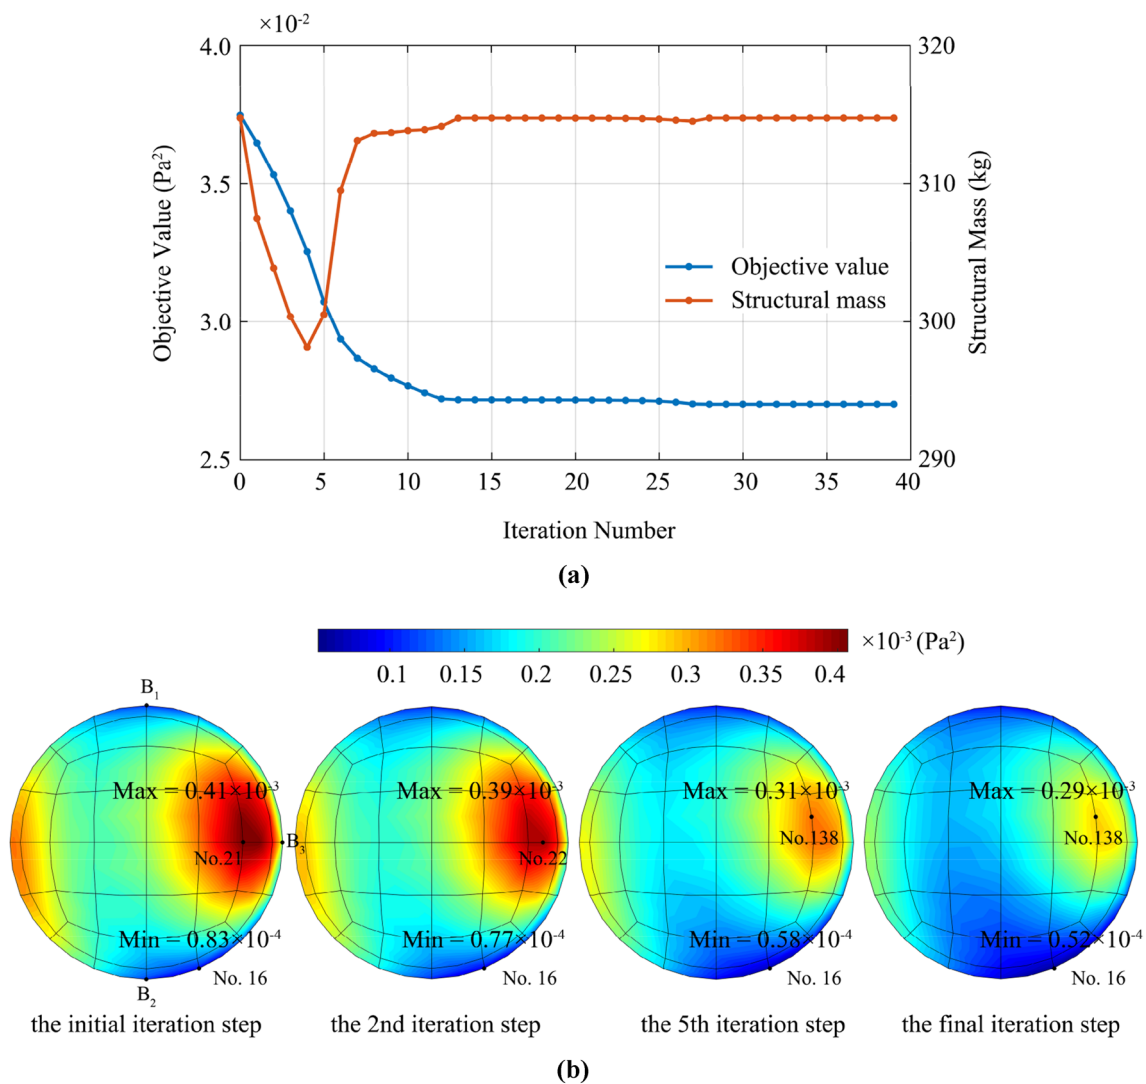 ×10-2
4.0
3.5
3.0
2.5
Objective Value (Pa2)
320
310
300
290
Structural Mass (kg)
Objective value
Structural mass
0 5 10 15 20 25 30 35 40
Iteration Number
(a)
×10-3 (Pa2)
0.1 0.15 0.2 0.25 0.3 0.35 0.4
B1
Max = 0.41×10-3 Max = 0.39×10-3 Max = 0.31×10-3 Max = 0.29×10-3
B3
No.21 No.22 No.138 No.138
Min = 0.83×10-4 Min = 0.77×10-4 Min = 0.58×10-4 Min = 0.52×10-4
No. 16 No. 16 No. 16 No. 16
B2
the initial iteration step the 2nd iteration step the 5th iteration step the final iteration step
(b)